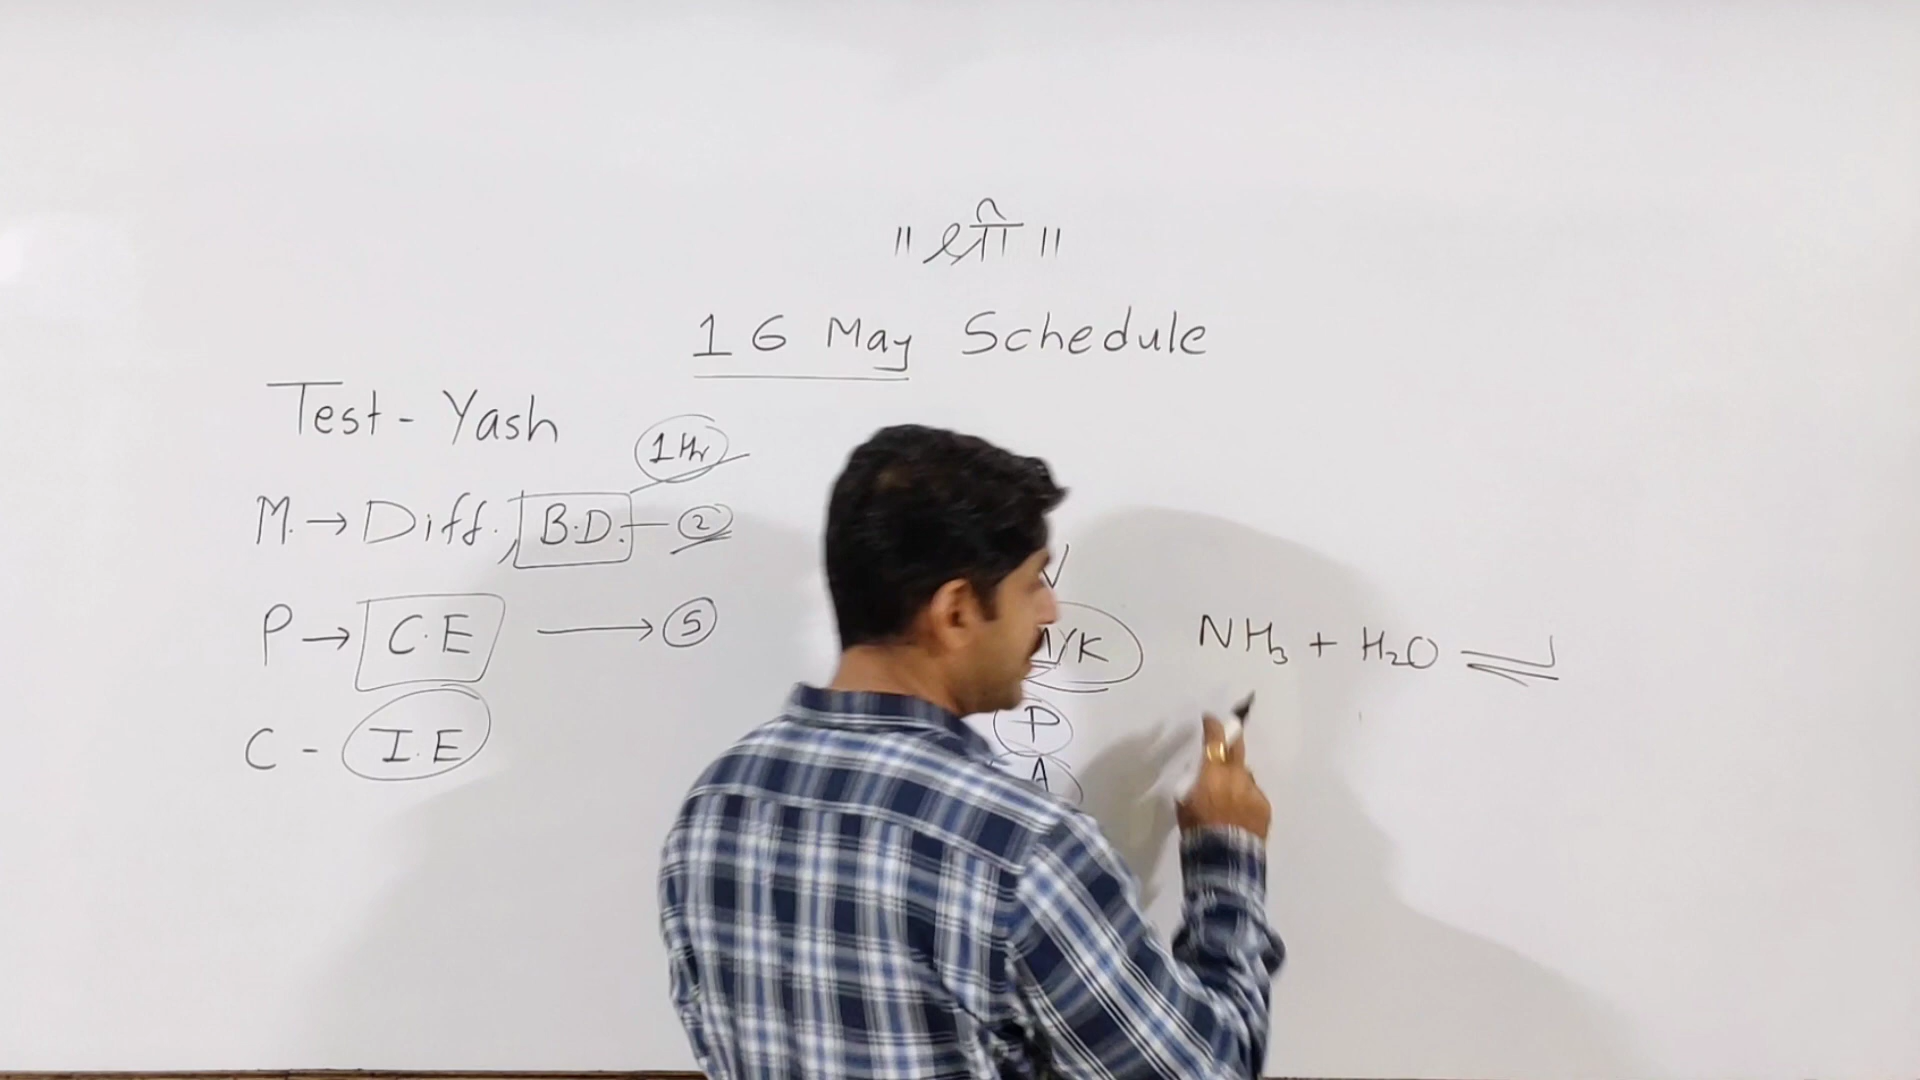 ॥ श्री ॥
16 May Schedule
Test - Yash
1 Hr
M. → Diff., B.D. — 2
P → C.E → 5
C - I.E
P
A
NH3 + H2O ⇌